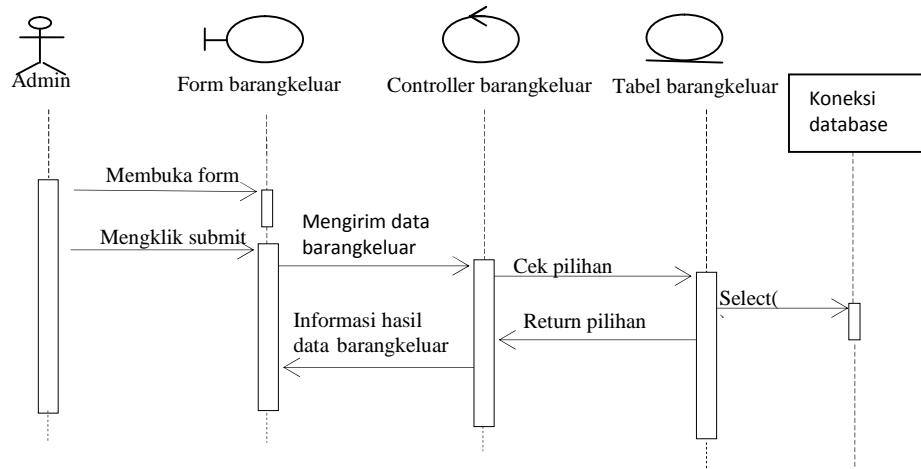 Admin
Form barangkeluar
Controller barangkeluar
Tabel barangkeluar
Koneksi
database
Membuka form
Mengklik submit
Mengirim data
barangkeluar
Cek pilihan
Select(
Return pilihan
Informasi hasil
data barangkeluar